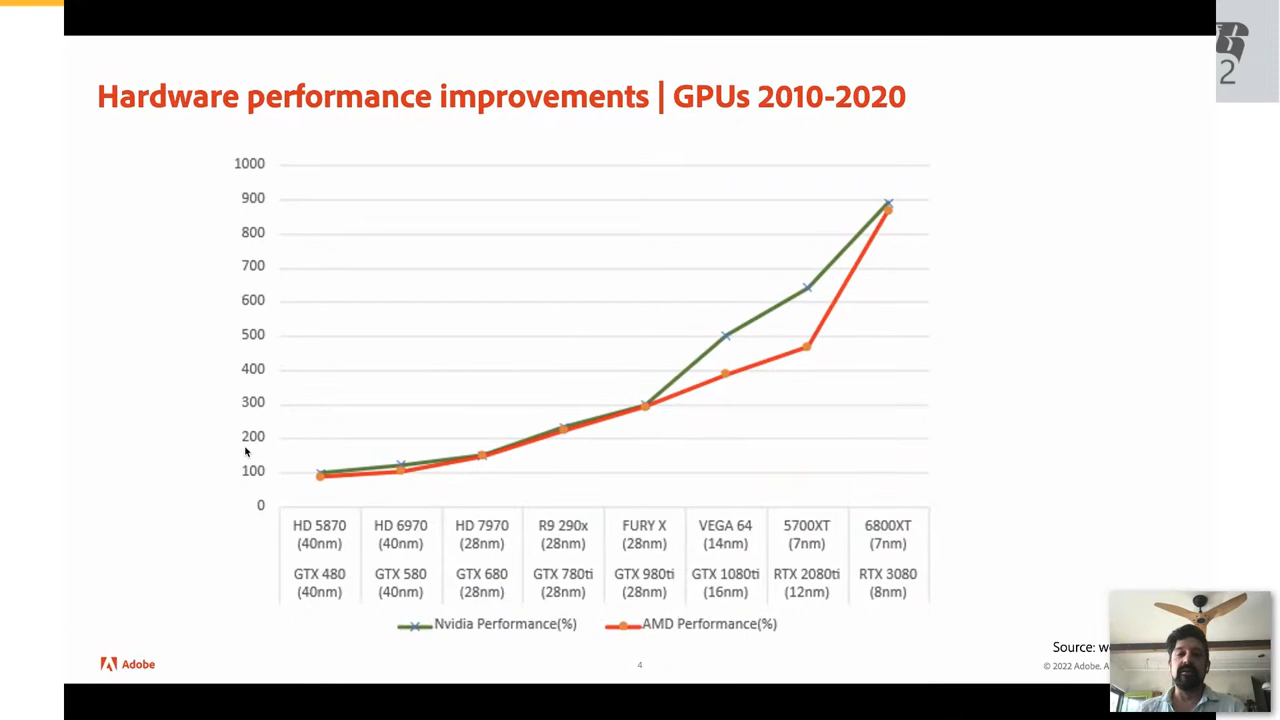 Hardware performance improvements | GPUs 2010-2020
2
1000
900
800
700
600
500
400
300
200
100
0
HD 5870 HD 6970 HD 7970 R9 290x FURY X VEGA 64 5700XT 6800XT
(40nm) (40nm) (28nm) (28nm) (28nm) (14nm) (7nm) (7nm)
GTX 480 GTX 580 GTX 680 GTX 780ti GTX 980ti GTX 1080ti RTX 2080ti RTX 3080
(40nm) (40nm) (28nm) (28nm) (28nm) (16nm) (12nm) (8nm)
Nvidia Performance(%) AMD Performance(%)
Source:
Adobe 4 © 2022 Adobe.